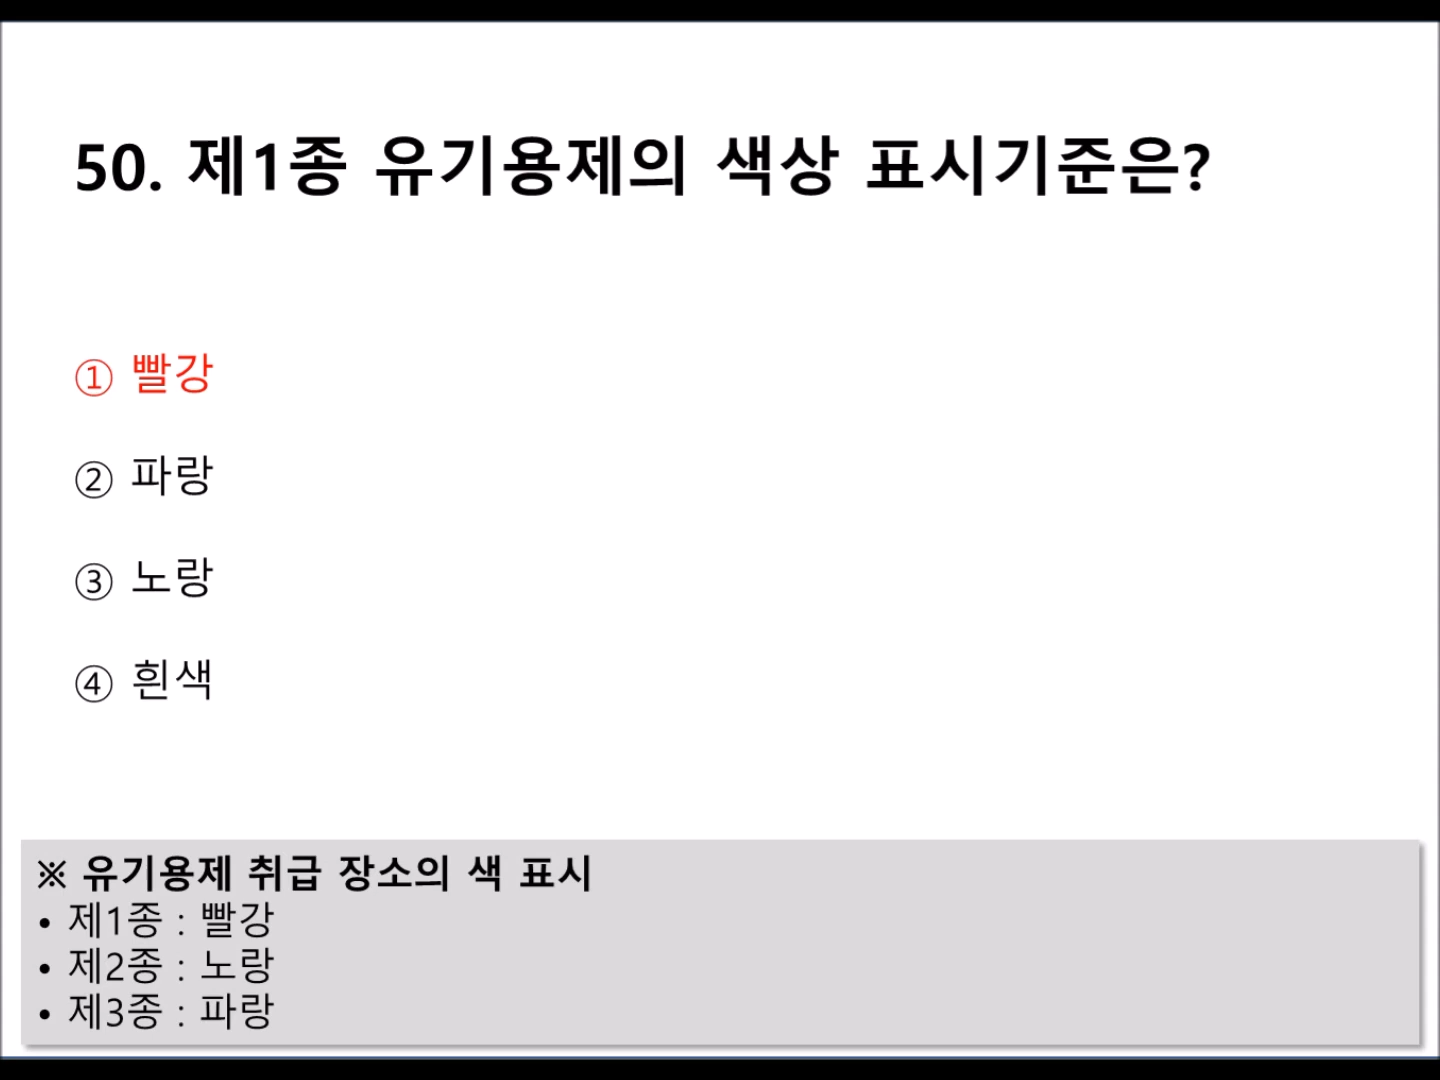 50. 제1종 유기용제의 색상 표시기준은?
① 빨강
② 파랑
③ 노랑
④ 흰색
※ 유기용제 취급 장소의 색 표시
• 제1종 : 빨강
• 제2종 : 노랑
• 제3종 : 파랑